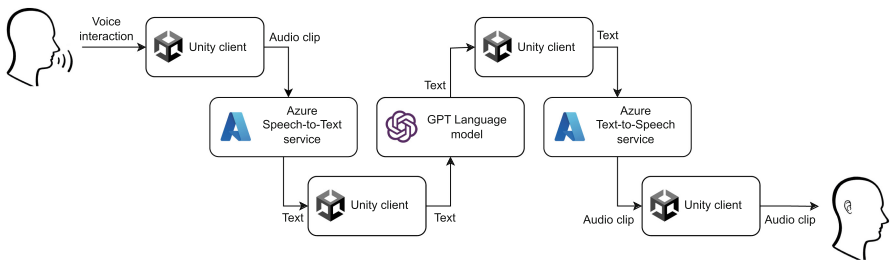 Voice
interaction
Unity client
Audio clip
Azure
Speech-to-Text
service
Text
Unity client
Text
GPT Language
model
Text
Unity client
Text
Azure
Text-to-Speech
service
Audio clip
Unity client
Audio clip